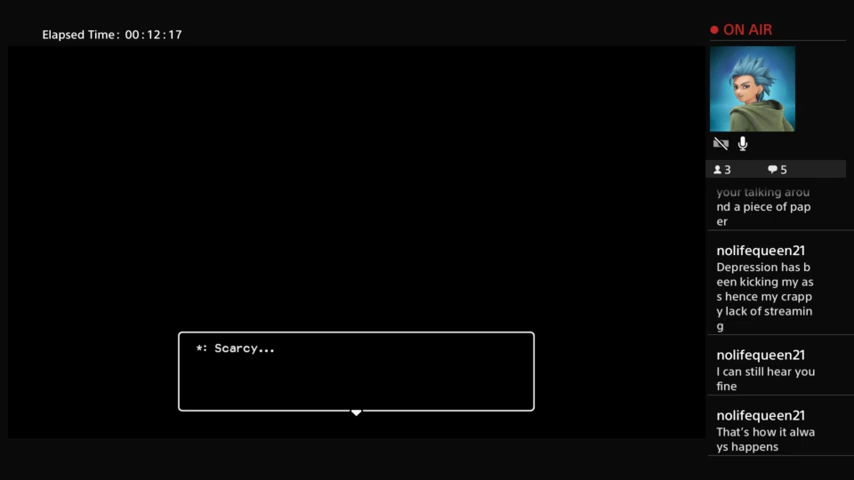 Elapsed Time: 00:12:17
ON AIR
3 5
your talking arou
nd a piece of pap
er
nolifequeen21
Depression has b
een kicking my as
s hence my crapp
y lack of streamin
g
nolifequeen21
I can still hear you
fine
nolifequeen21
That's how it alwa
ys happens
*: Scarcy...